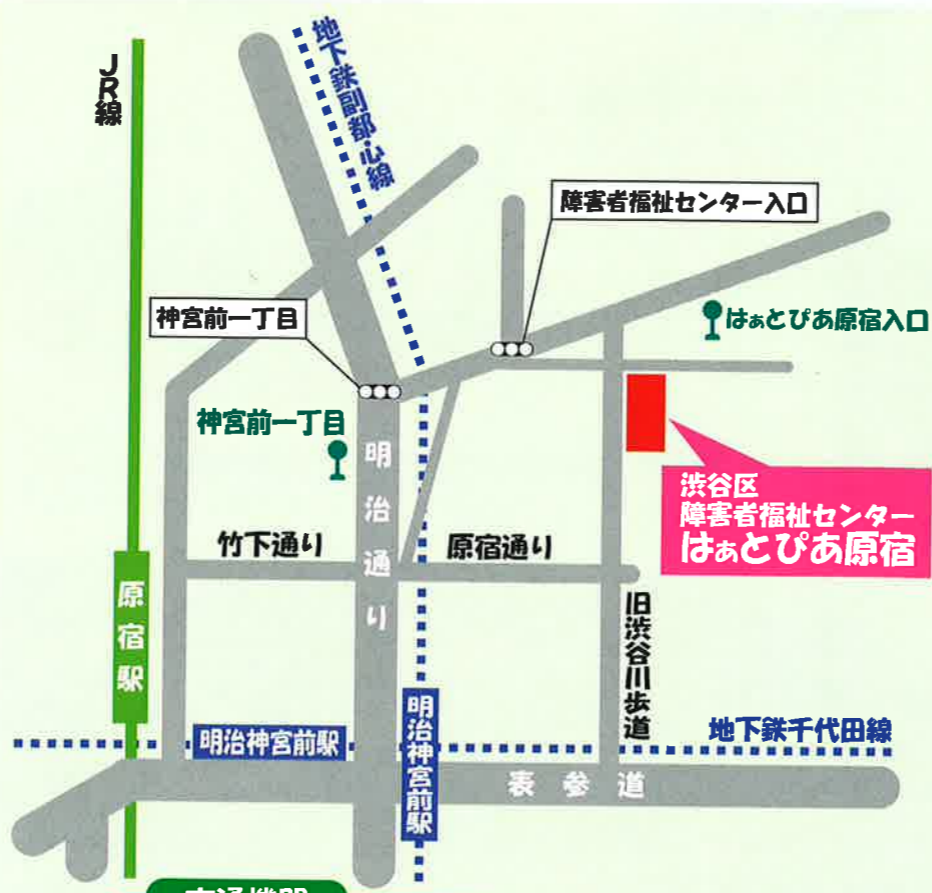 JR線
地下鉄副都心線
障害者福祉センター入口
神宮前一丁目
はぁとぴあ原宿入口
神宮前一丁目
明治通り
渋谷区
障害者福祉センター
はぁとぴあ原宿
竹下通り
原宿通り
原宿駅
旧渋谷川歩道
明治神宮前駅
明治神宮前駅
地下鉄千代田線
表参道
交通機関